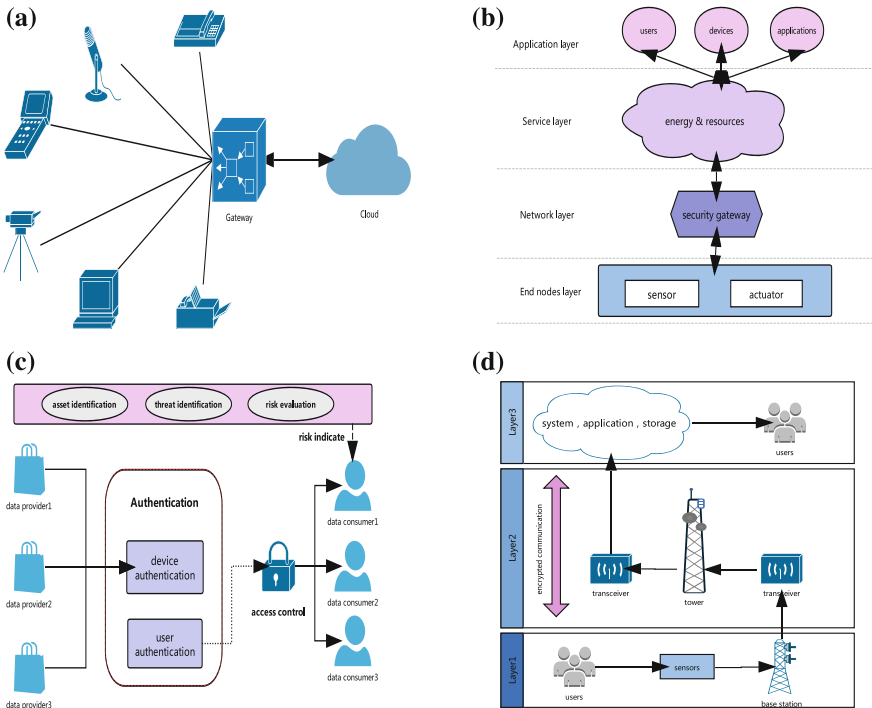 (a)
Gateway
Cloud
(b)
Application layer
users
devices
applications
Service layer
energy & resources
Network layer
security gateway
End nodes layer
sensor
actuator
(c)
asset identification
threat identification
risk evaluation
risk indicate
data provider1
data provider2
data provider3
Authentication
device
authentication
user
authentication
access control
data consumer1
data consumer2
data consumer3
(d)
Layer3
system , application , storage
users
Layer2
encrypted communication
transceiver
tower
transceiver
Layer1
users
sensors
base station